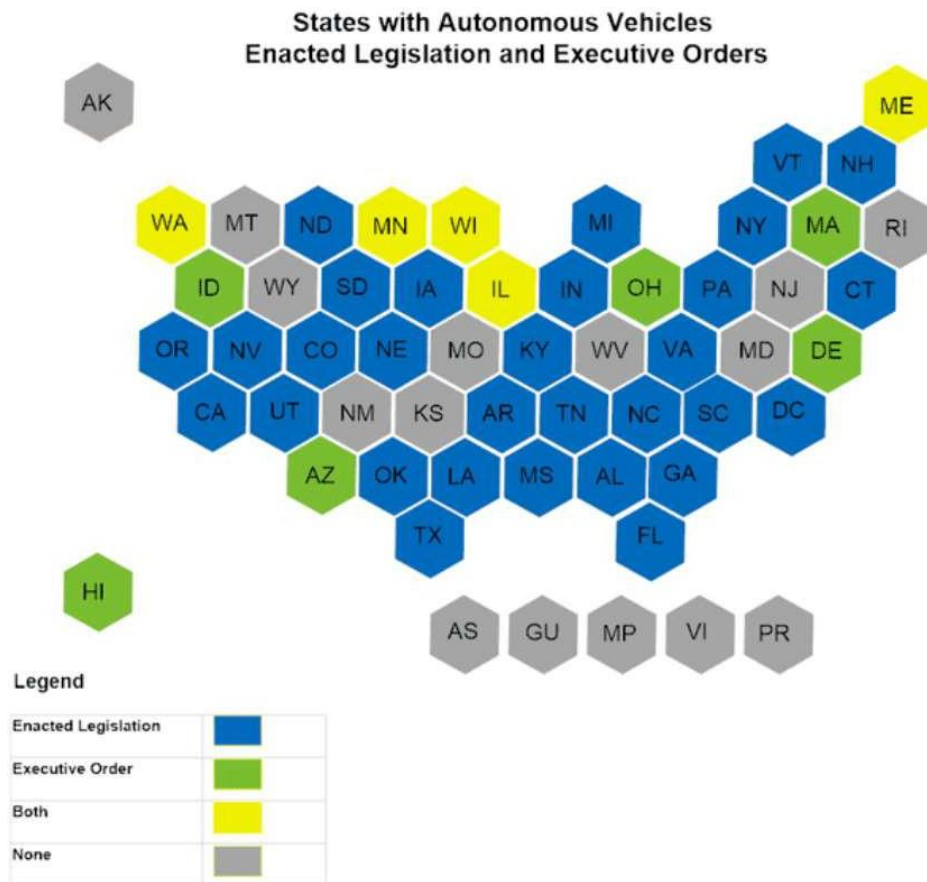 States with Autonomous Vehicles
Enacted Legislation and Executive Orders
AK
ME
VT NH
WA MT ND MN WI MI NY MA RI
ID WY SD IA IL IN OH PA NJ CT
OR NV CO NE MO KY WV VA MD DE
CA UT NM KS AR TN NC SC DC
AZ OK LA MS AL GA
TX FL
HI
AS GU MP VI PR
Legend
Enacted Legislation
Executive Order
Both
None